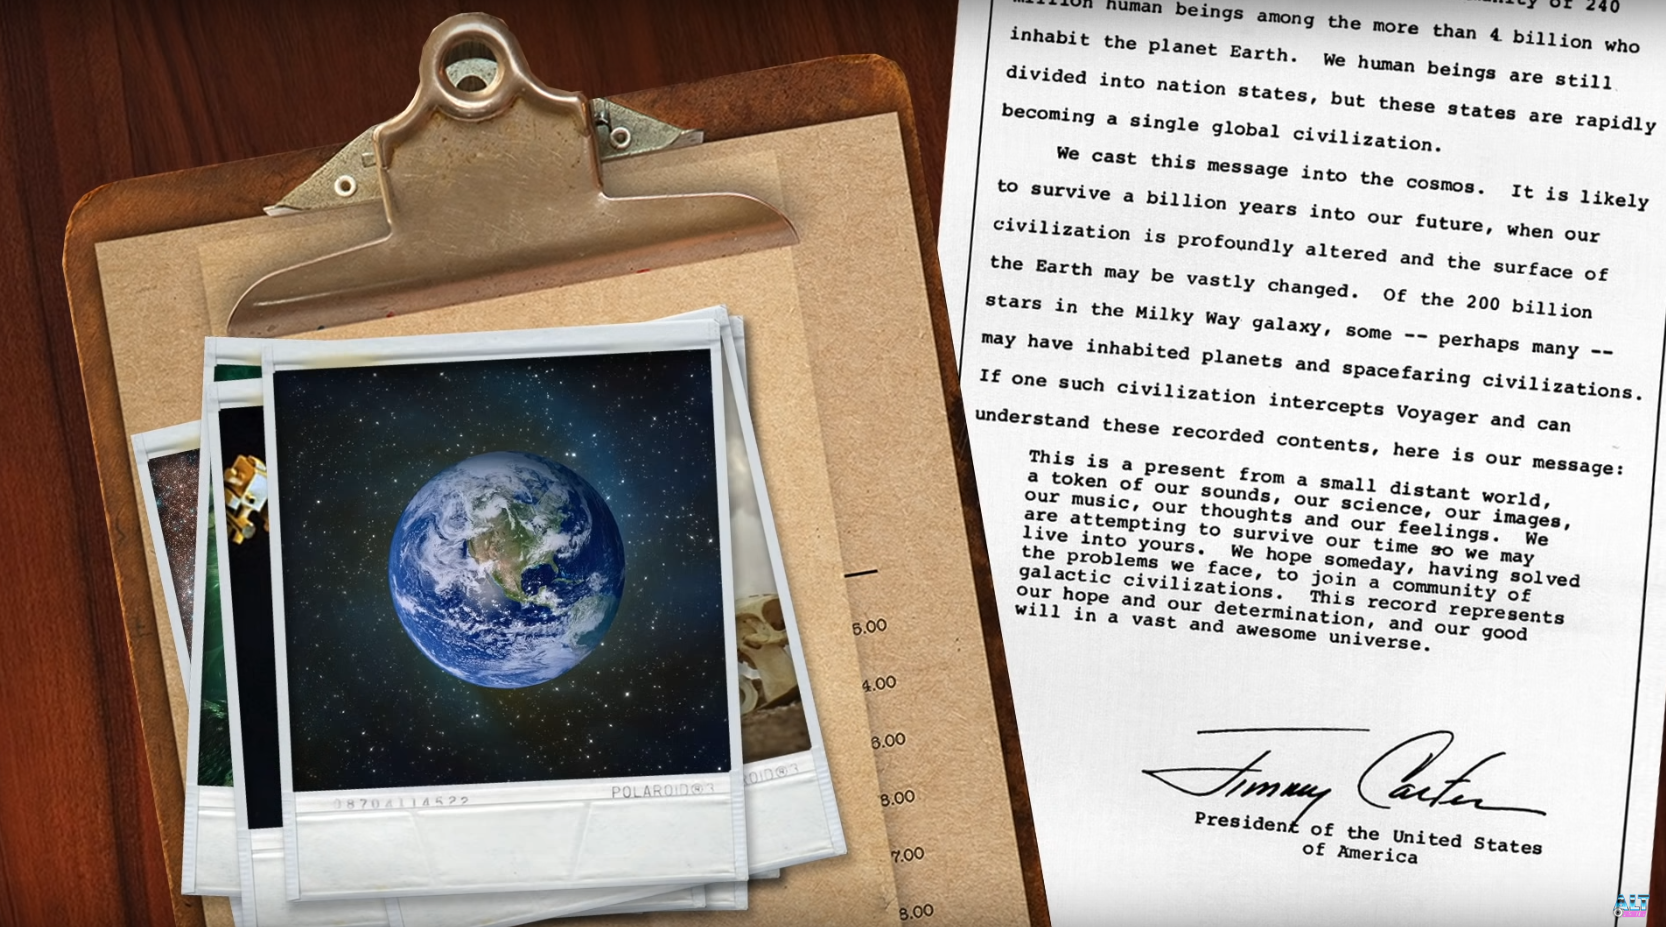 million human beings among the more than 4 billion who
inhabit the planet Earth. We human beings are still
divided into nation states, but these states are rapidly
becoming a single global civilization.
We cast this message into the cosmos. It is likely
to survive a billion years into our future, when our
civilization is profoundly altered and the surface of
the Earth may be vastly changed. Of the 200 billion
stars in the Milky Way galaxy, some -- perhaps many --
may have inhabited planets and spacefaring civilizations.
If one such civilization intercepts Voyager and can
understand these recorded contents, here is our message:
This is a present from a small distant world,
a token of our sounds, our science, our images,
our music, our thoughts and our feelings. We
are attempting to survive our time so we may
live into yours. We hope someday, having solved
the problems we face, to join a community of
galactic civilizations. This record represents
our hope and our determination, and our good
will in a vast and awesome universe.
Jimmy Carter
President of the United States
of America
5.00
4.00
6.00
8.00
7.00
8.00
POLAROID®3
ALT